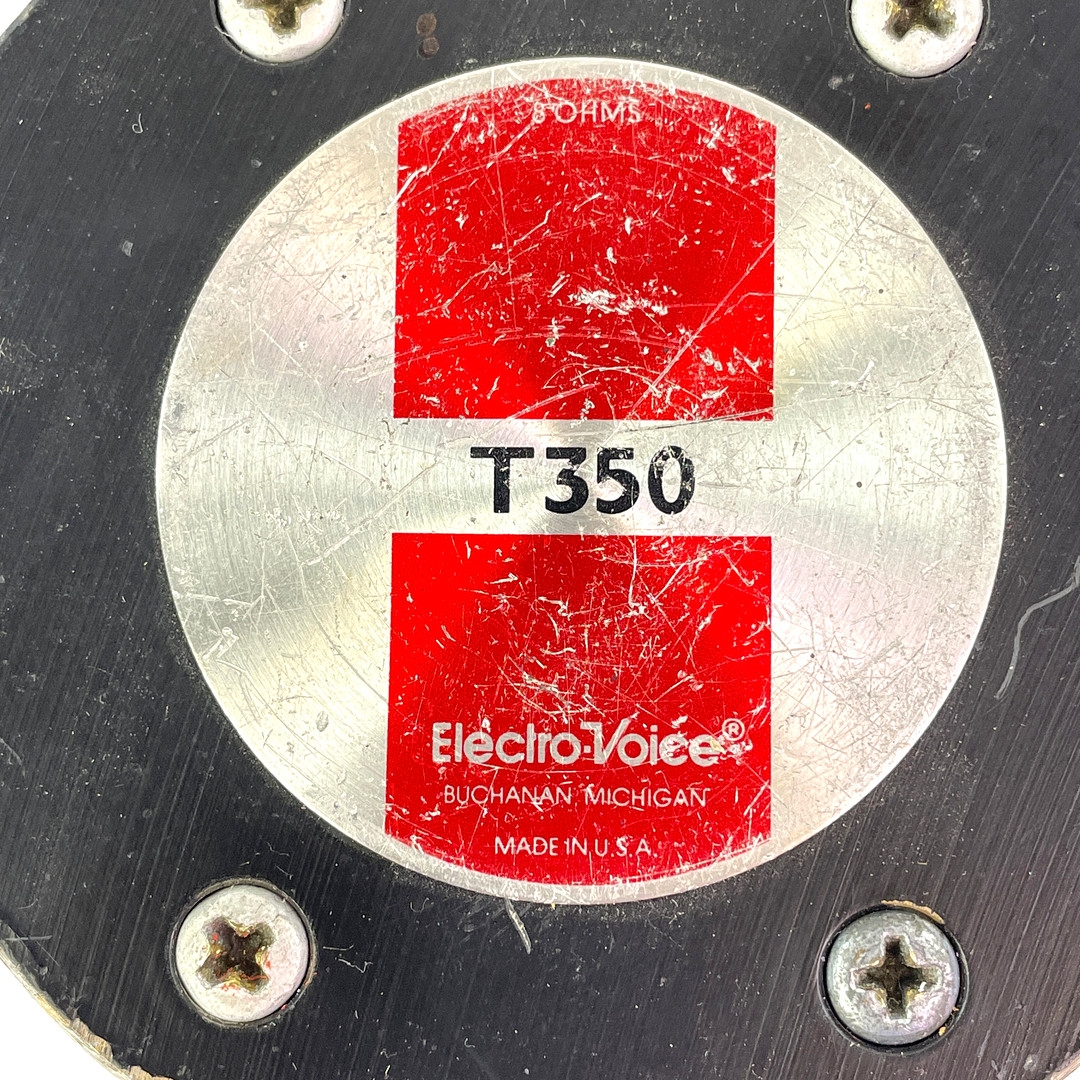 8 OHMS
T350
Electro-Voice®
BUCHANAN, MICHIGAN
MADE IN U.S.A.